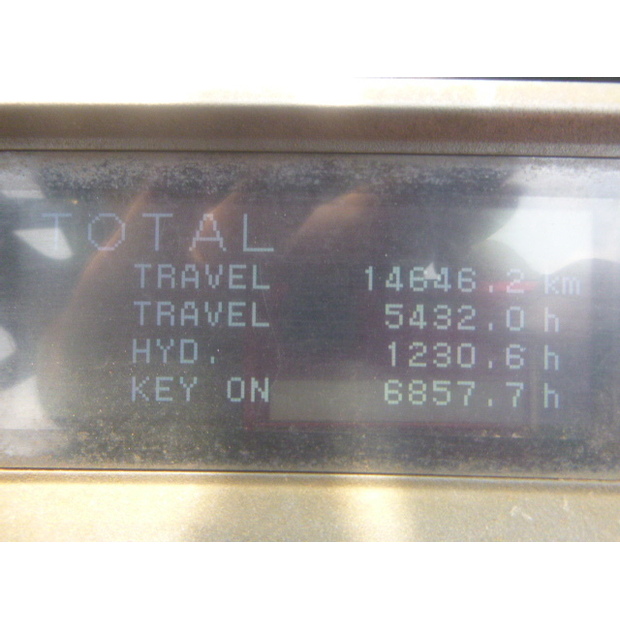 TOTAL
TRAVEL 14646.2 km
TRAVEL 5432.0 h
HYD. 1230.6 h
KEY ON 6857.7 h